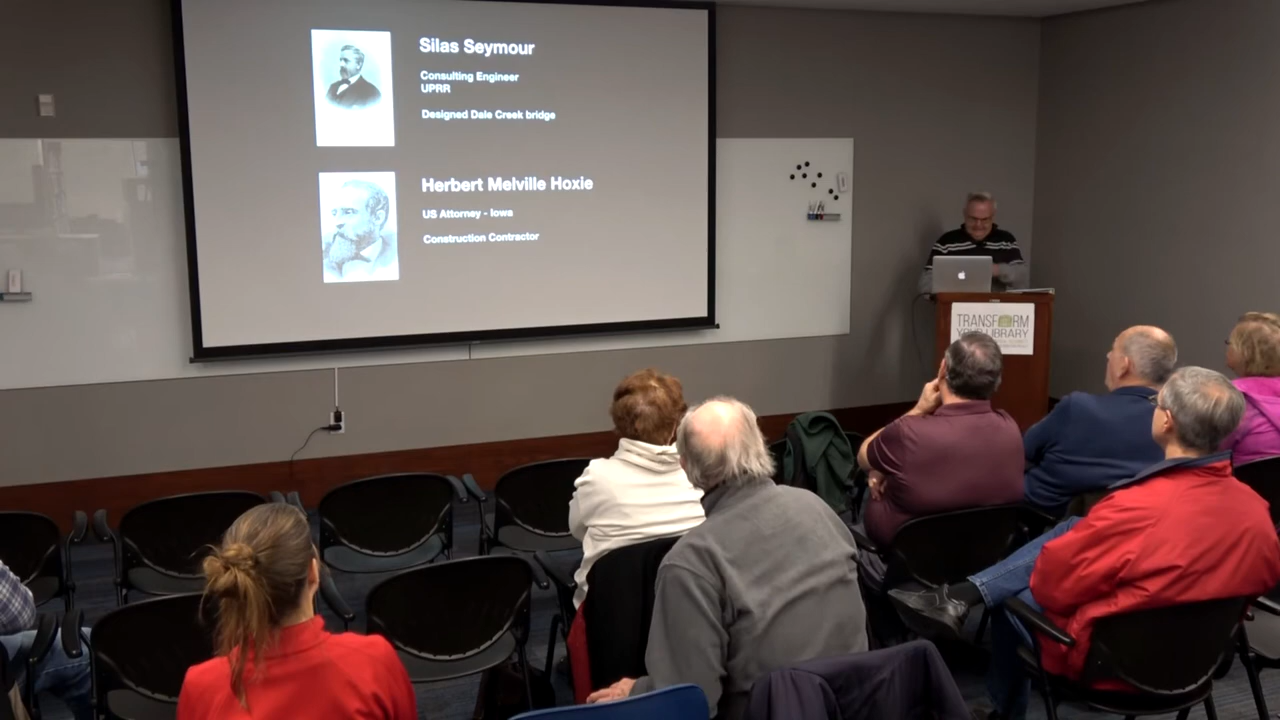 Silas Seymour
Consulting Engineer
UPRR
Designed Dale Creek bridge
Herbert Melville Hoxie
US Attorney - Iowa
Construction Contractor
TRANSFORM
YOUR LIBRARY